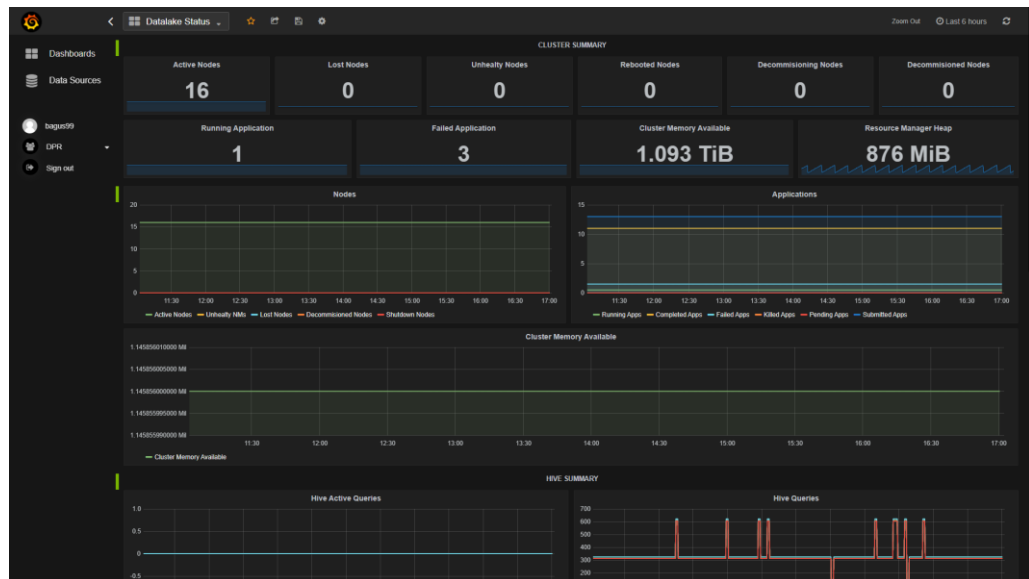 Datalake Status
Zoom Out
Last 6 hours
Dashboards
Data Sources
bagus99
DPR
Sign out
CLUSTER SUMMARY
Active Nodes
Lost Nodes
Unhealty Nodes
Rebooted Nodes
Decommisioning Nodes
Decommisioned Nodes
16
0
0
0
0
0
Running Application
Failed Application
Cluster Memory Available
Resource Manager Heap
1
3
1.093 TiB
876 MiB
Nodes
20
15
10
5
0
11:30 12:00 12:30 13:00 13:30 14:00 14:30 15:00 15:30 16:00 16:30 17:00
Active Nodes Unhealty NMs Lost Nodes Decommisioned Nodes Shutdown Nodes
Applications
15
10
5
0
11:30 12:00 12:30 13:00 13:30 14:00 14:30 15:00 15:30 16:00 16:30 17:00
Running Apps Completed Apps Failed Apps Killed Apps Pending Apps Submitted Apps
Cluster Memory Available
1.145856010000 Mil
1.145856005000 Mil
1.145856000000 Mil
1.145855995000 Mil
1.145855990000 Mil
11:30 12:00 12:30 13:00 13:30 14:00 14:30 15:00 15:30 16:00 16:30 17:00
Cluster Memory Available
HIVE SUMMARY
Hive Active Queries
1.0
0.5
0
-0.5
Hive Queries
700
600
500
400
300
200